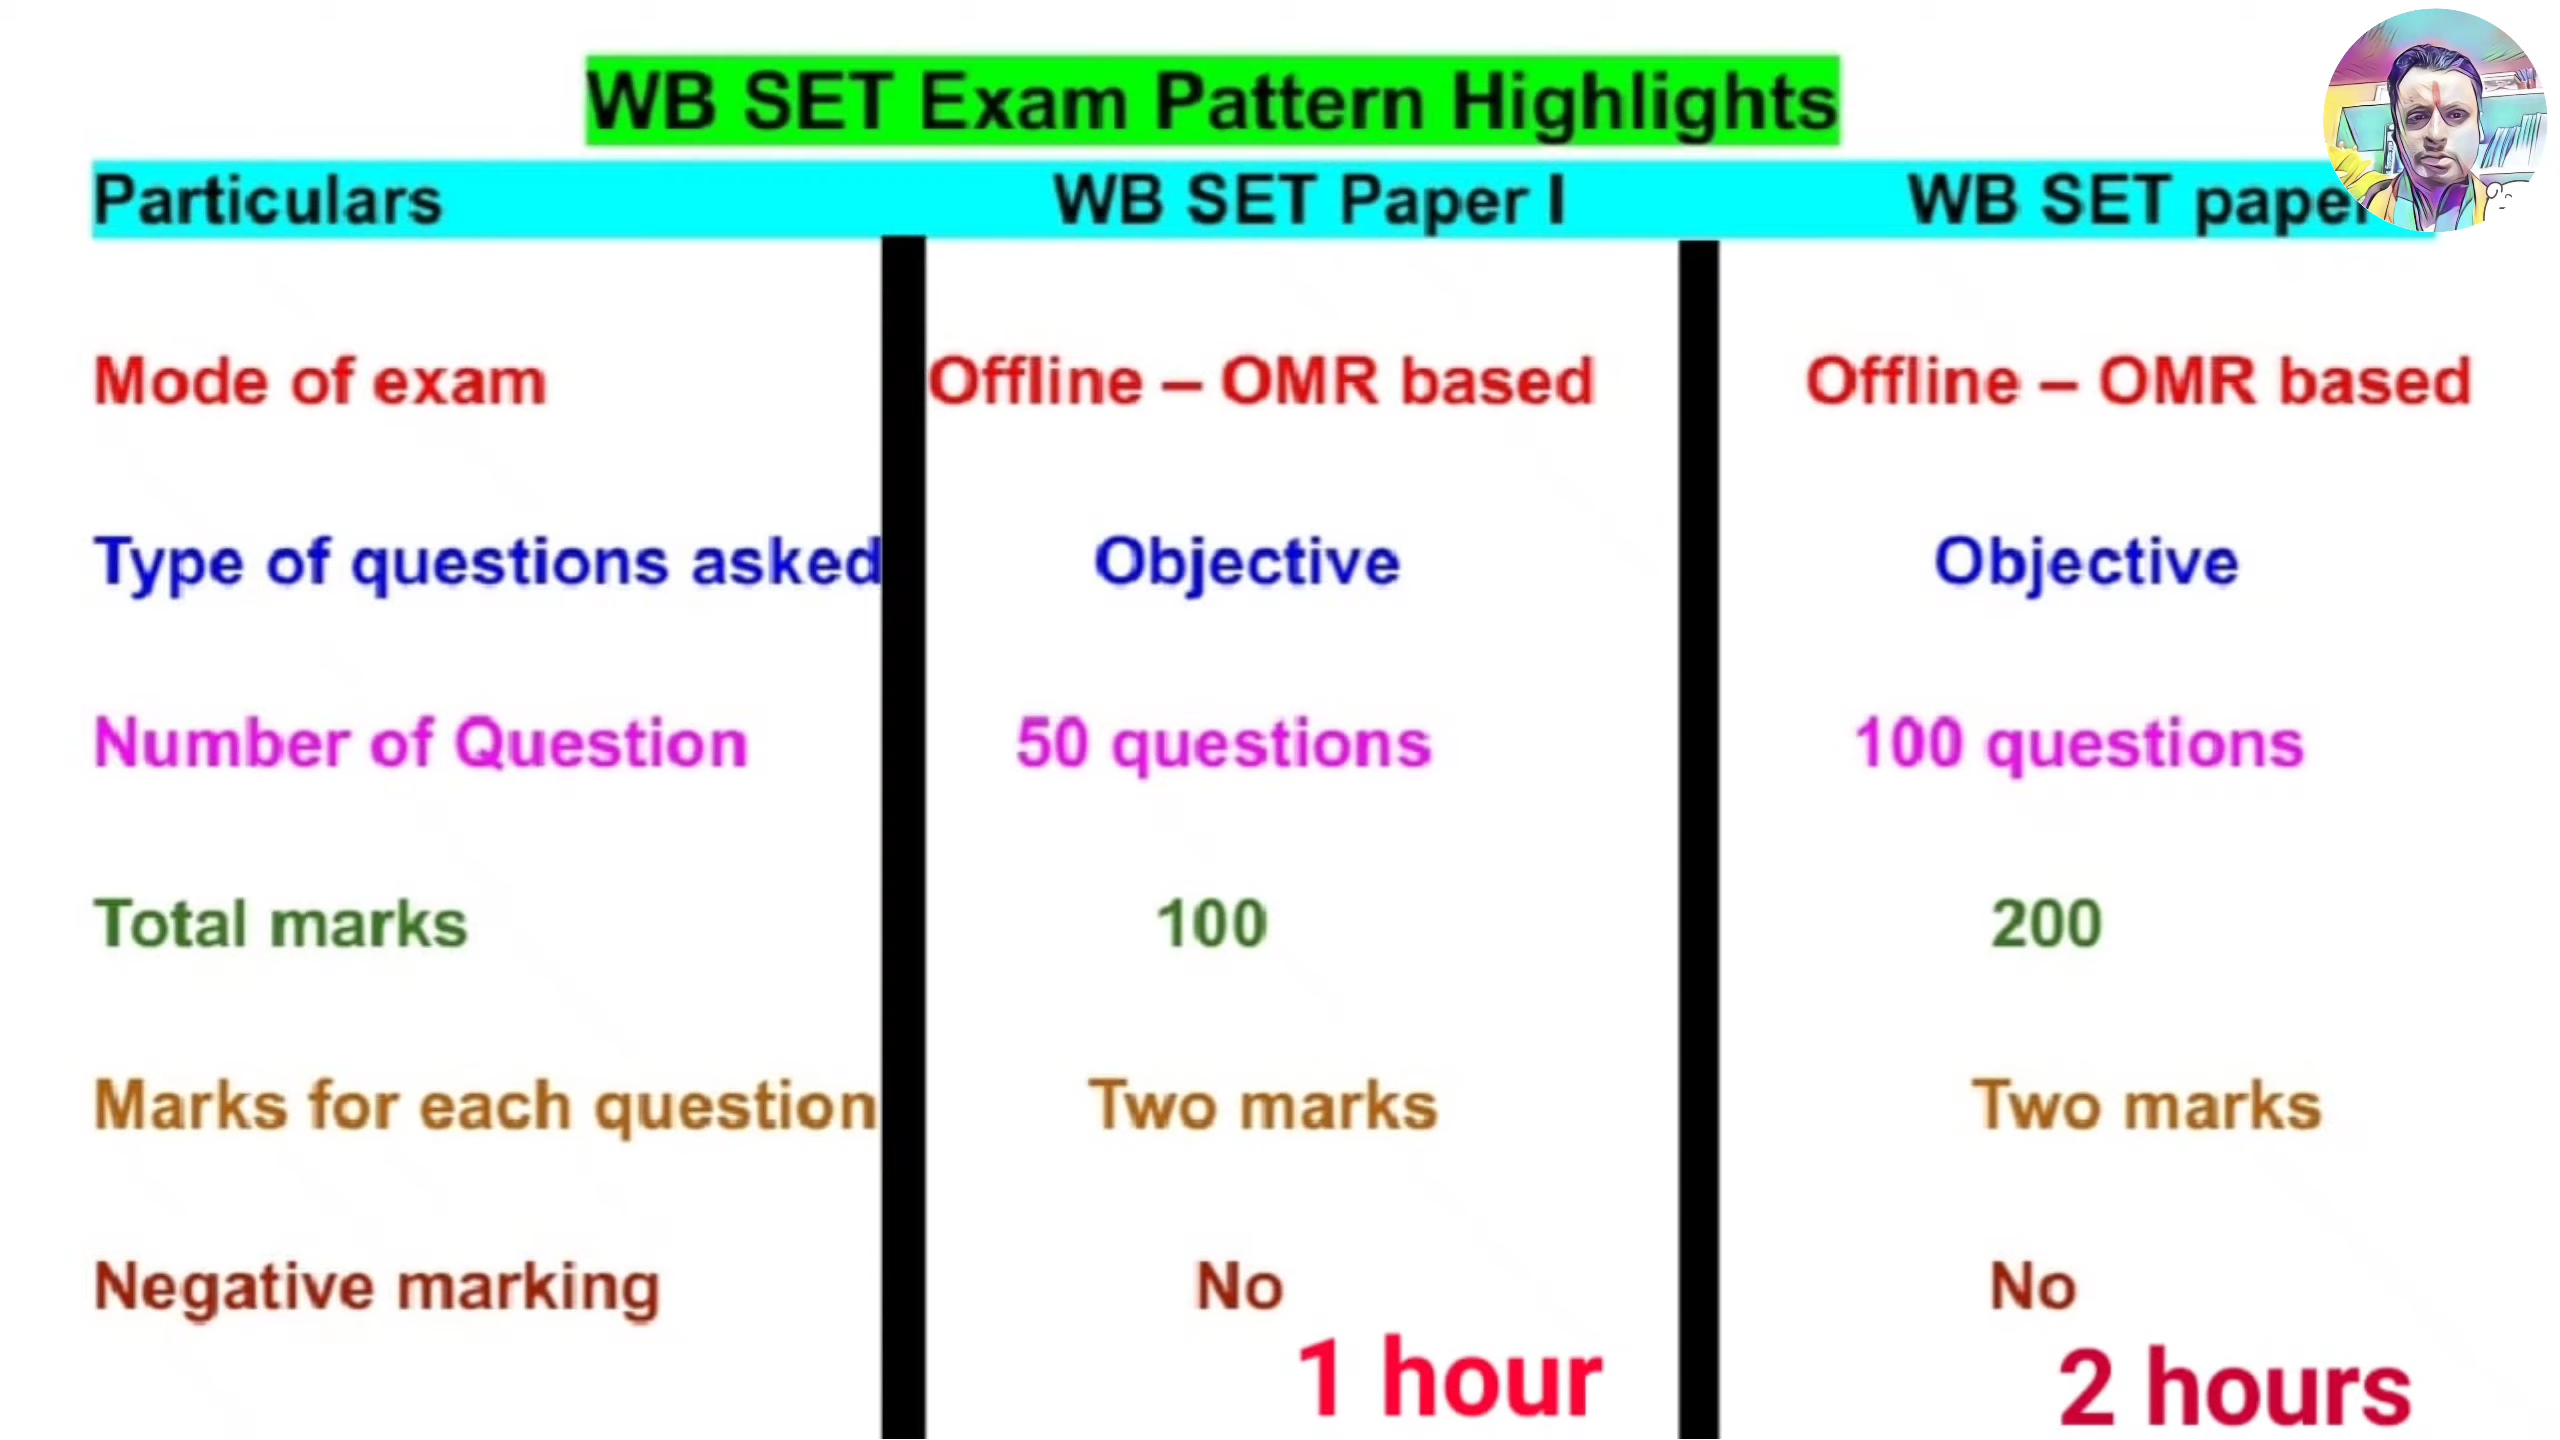 WB SET Exam Pattern Highlights
Particulars WB SET Paper I WB SET paper
Mode of exam Offline – OMR based Offline – OMR based
Type of questions asked Objective Objective
Number of Question 50 questions 100 questions
Total marks 100 200
Marks for each question Two marks Two marks
Negative marking No No
1 hour 2 hours